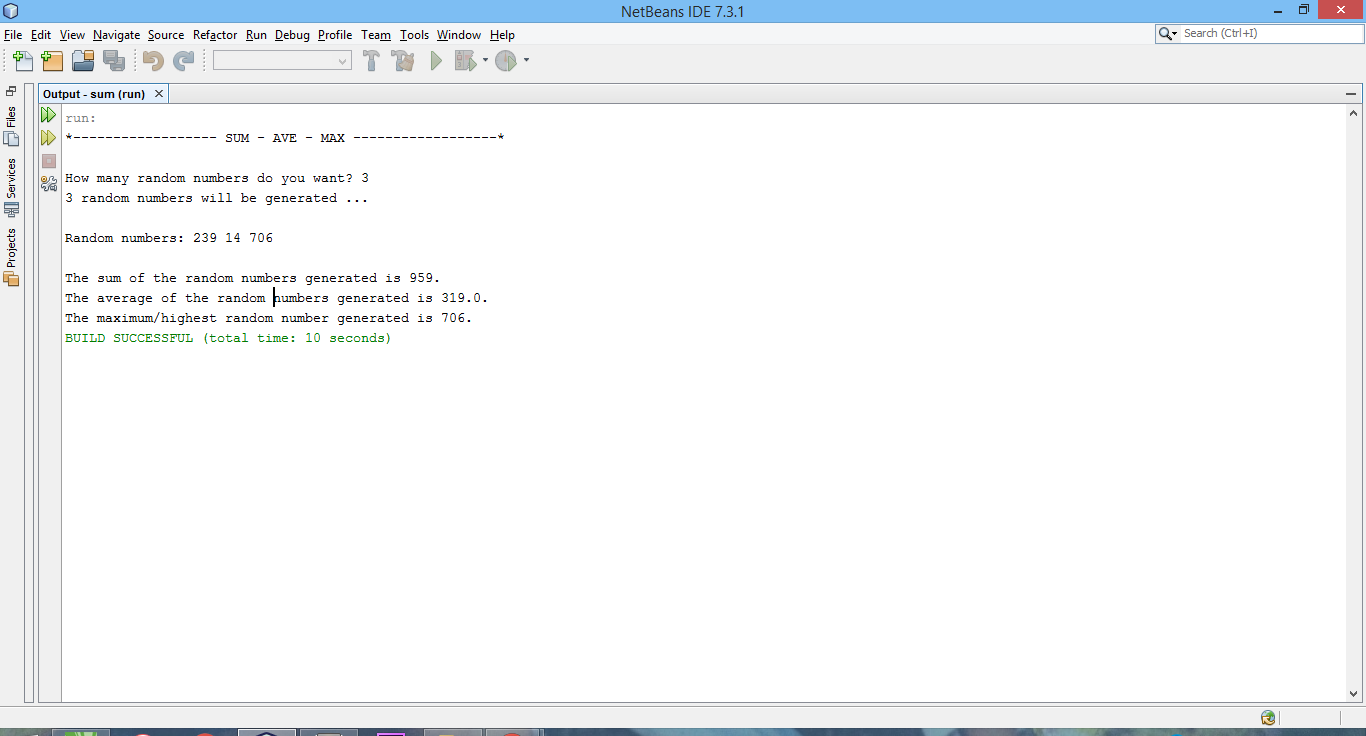 NetBeans IDE 7.3.1
File Edit View Navigate Source Refactor Run Debug Profile Team Tools Window Help
Search (Ctrl+I)
Files
Services
Projects
Output - sum (run)
run:
*------------------ SUM - AVE - MAX ------------------*
How many random numbers do you want? 3
3 random numbers will be generated ...
Random numbers: 239 14 706
The sum of the random numbers generated is 959.
The average of the random numbers generated is 319.0.
The maximum/highest random number generated is 706.
BUILD SUCCESSFUL (total time: 10 seconds)